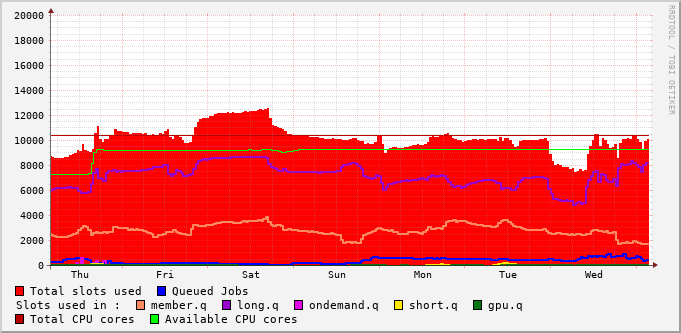 RRDTOOL / TOBI OETIKER
20000
18000
16000
14000
12000
10000
8000
6000
4000
2000
0
Thu Fri Sat Sun Mon Tue Wed
Total slots used Queued Jobs
Slots used in : member.q long.q ondemand.q short.q gpu.q
Total CPU cores Available CPU cores